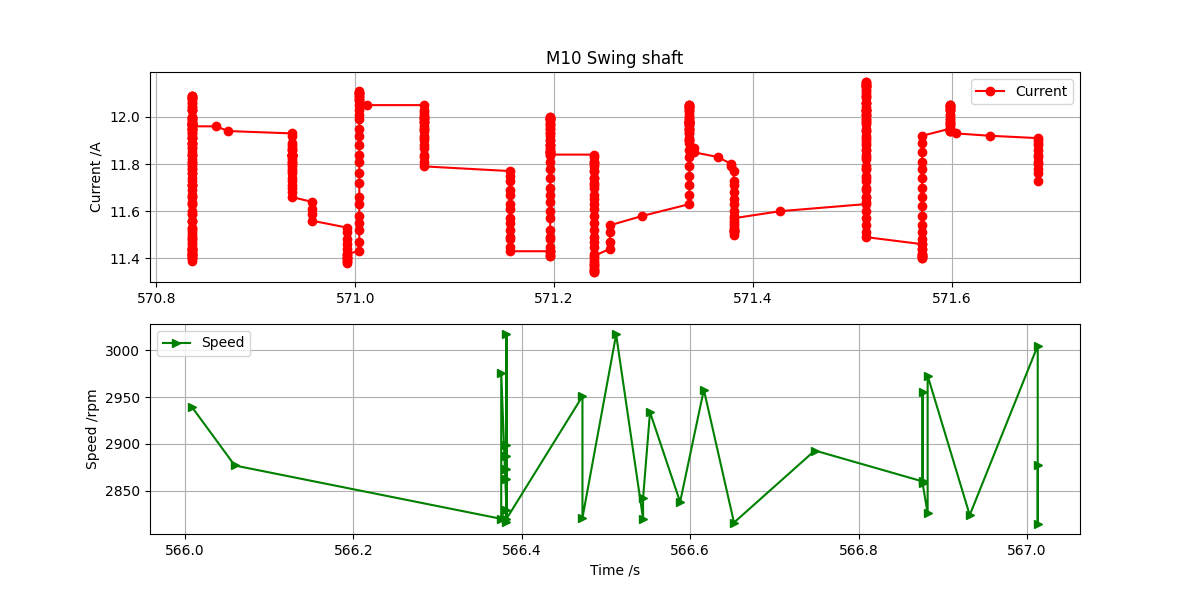 M10 Swing shaft
Current /A
12.0
11.8
11.6
11.4
Current
570.8 571.0 571.2 571.4 571.6
Speed /rpm
3000
2950
2900
2850
Speed
566.0 566.2 566.4 566.6 566.8 567.0
Time /s